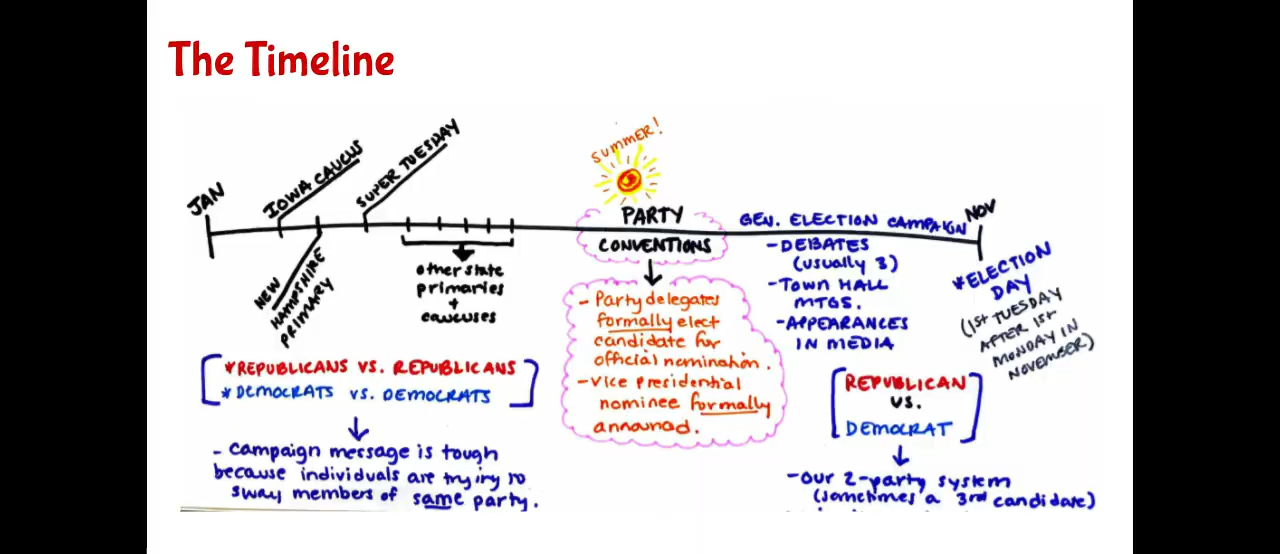 The Timeline
JAN
IOWA CAUCUS
NEW
HAMPSHIRE
PRIMARY
SUPER TUESDAY
other state
primaries
+
caucuses
SUMMER!
PARTY
CONVENTIONS
- Party delegates
formally elect
candidate for
official nomination.
- Vice presidential
nominee formally
announced.
GEN. ELECTION CAMPAIGN
- DEBATES
(usually 3)
- TOWN HALL
MTGS.
- APPEARANCES
IN MEDIA
NOV
*ELECTION
DAY
(1st TUESDAY
AFTER 1st
MONDAY IN
NOVEMBER)
*REPUBLICANS VS. REPUBLICANS
*DEMOCRATS VS. DEMOCRATS
- Campaign message is tough
because individuals are trying to
sway members of same party.
REPUBLICAN
VS.
DEMOCRAT
- Our 2-party system
(sometimes a 3rd candidate)